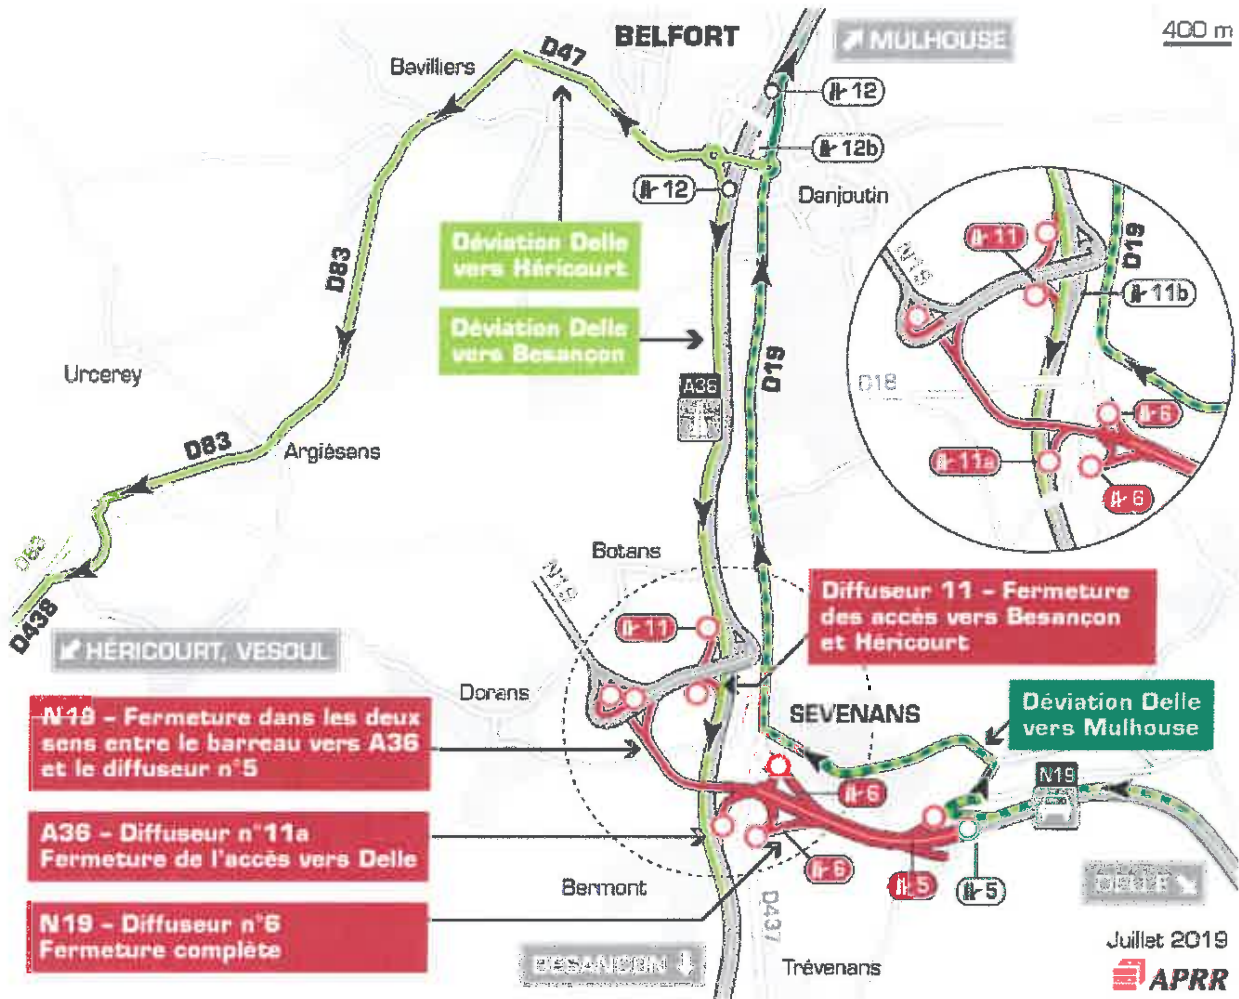 BELFORT
MULHOUSE
400 m
D47
Bavilliers
12
12b
12
Danjoutin
Déviation Delle
vers Héricourt
Déviation Delle
vers Besançon
D83
D19
A36
Urcerey
D83
Argiésans
D83
D438
HÉRICOURT, VESOUL
11
N19
D19
11b
D18
6
11a
6
Botans
N19
11
Diffuseur 11 - Fermeture
des accès vers Besançon
et Héricourt
Dorans
SEVENANS
Déviation Delle
vers Mulhouse
N19 - Fermeture dans les deux
sens entre le barreau vers A36
et le diffuseur n°5
N19
6
A36 - Diffuseur n°11a
Fermeture de l'accès vers Delle
6
5
5
Bermont
DELLE
D437
N19 - Diffuseur n°6
Fermeture complète
BESANCON
Trévenans
Juillet 2019
APRR